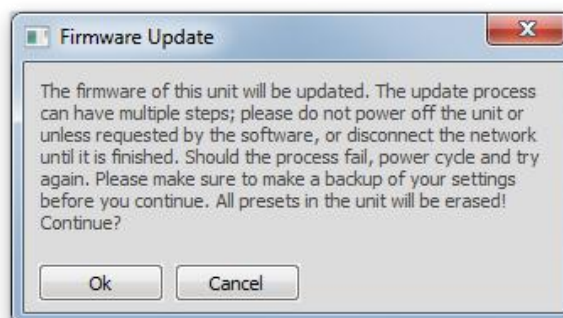 Firmware Update
The firmware of this unit will be updated. The update process
can have multiple steps; please do not power off the unit or
unless requested by the software, or disconnect the network
until it is finished. Should the process fail, power cycle and try
again. Please make sure to make a backup of your settings
before you continue. All presets in the unit will be erased!
Continue?
Ok
Cancel